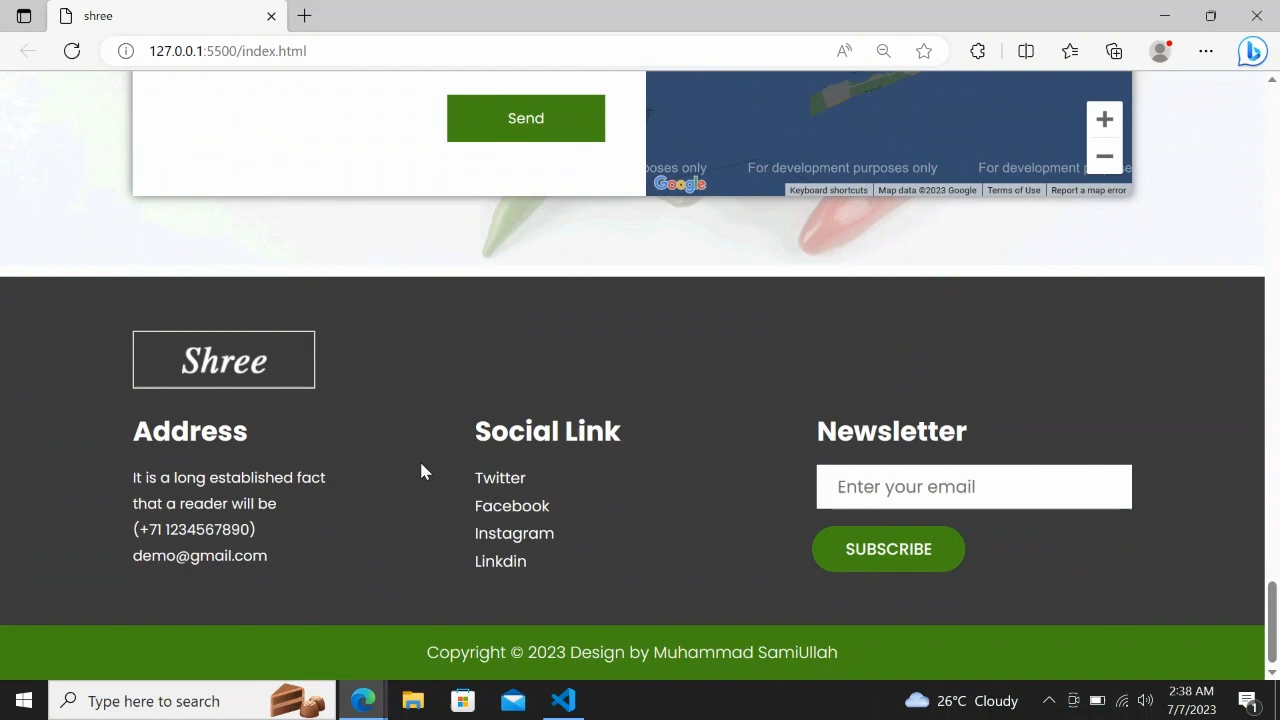 shree
127.0.0.1:5500/index.html
Send
poses only
For development purposes only
For development purpose
Google
Keyboard shortcuts
Map data ©2023 Google
Terms of Use
Report a map error
Shree
Address
It is a long established fact
that a reader will be
(+71 1234567890)
demo@gmail.com
Social Link
Twitter
Facebook
Instagram
Linkdin
Newsletter
Enter your email
SUBSCRIBE
Copyright © 2023 Design by Muhammad SamiUllah
Type here to search
26°C Cloudy
2:38 AM
7/7/2023
1